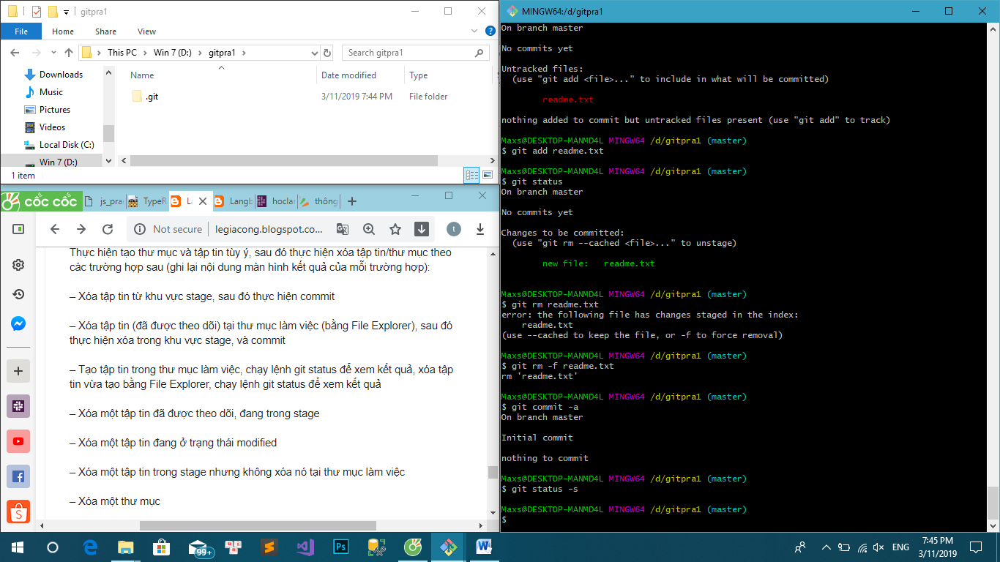 gitpra1
File
Home
Share
View
This PC
Win 7 (D:)
gitpra1
Search gitpra1
Downloads
Music
Pictures
Videos
Local Disk (C:)
Win 7 (D:)
Name
Date modified
Type
.git
3/11/2019 7:44 PM
File folder
1 item
CỐC CỐC
js_pra
TypeR
L
Langb
hoclar
thông
Not secure
legiacong.blogspot.co...
t
Thực hiện tạo thư mục và tập tin tùy ý, sau đó thực hiện xóa tập tin/thư mục theo
các trường hợp sau (ghi lại nội dung màn hình kết quả của mỗi trường hợp):
– Xóa tập tin từ khu vực stage, sau đó thực hiện commit
– Xóa tập tin (đã được theo dõi) tại thư mục làm việc (bằng File Explorer), sau đó
thực hiện xóa trong khu vực stage, và commit
– Tạo tập tin trong thư mục làm việc, chạy lệnh git status để xem kết quả, xóa tập
tin vừa tạo bằng File Explorer, chạy lệnh git status để xem kết quả
– Xóa một tập tin đã được theo dõi, đang trong stage
– Xóa một tập tin đang ở trạng thái modified
– Xóa một tập tin trong stage nhưng không xóa nó tại thư mục làm việc
– Xóa một thư mục
MINGW64:/d/gitpra1
On branch master
No commits yet
Untracked files:
(use "git add <file>..." to include in what will be committed)
readme.txt
nothing added to commit but untracked files present (use "git add" to track)
Maxs@DESKTOP-MANMD4L MINGW64 /d/gitpra1 (master)
$ git add readme.txt
Maxs@DESKTOP-MANMD4L MINGW64 /d/gitpra1 (master)
$ git status
On branch master
No commits yet
Changes to be committed:
(use "git rm --cached <file>..." to unstage)
new file:   readme.txt
Maxs@DESKTOP-MANMD4L MINGW64 /d/gitpra1 (master)
$ git rm readme.txt
error: the following file has changes staged in the index:
readme.txt
(use --cached to keep the file, or -f to force removal)
Maxs@DESKTOP-MANMD4L MINGW64 /d/gitpra1 (master)
$ git rm -f readme.txt
rm 'readme.txt'
Maxs@DESKTOP-MANMD4L MINGW64 /d/gitpra1 (master)
$ git commit -a
On branch master
Initial commit
nothing to commit
Maxs@DESKTOP-MANMD4L MINGW64 /d/gitpra1 (master)
$ git status -s
Maxs@DESKTOP-MANMD4L MINGW64 /d/gitpra1 (master)
$
99+
Ps
ENG
7:45 PM
3/11/2019